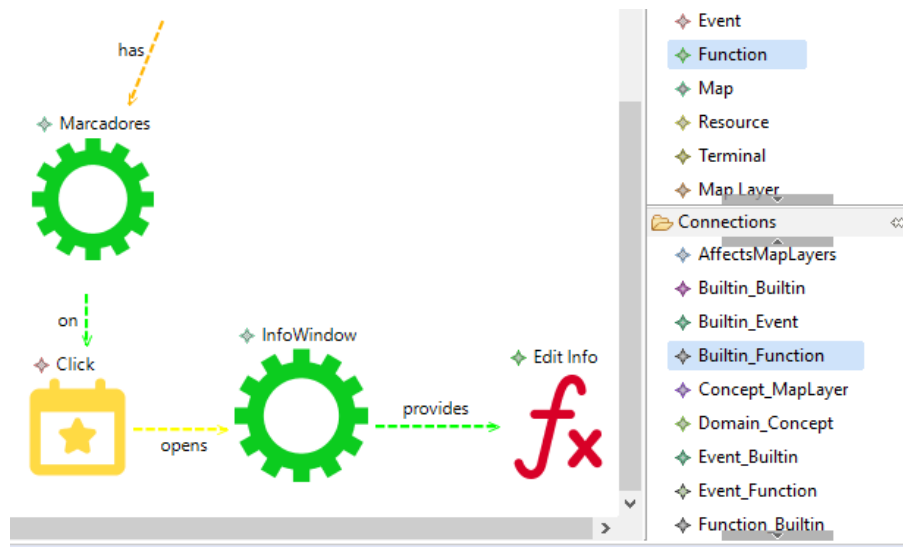 has
Marcadores
on
Click
opens
InfoWindow
provides
Edit Info
Event
Function
Map
Resource
Terminal
Map Layer
Connections
AffectsMapLayers
Builtin_Builtin
Builtin_Event
Builtin_Function
Concept_MapLayer
Domain_Concept
Event_Builtin
Event_Function
Function_Builtin